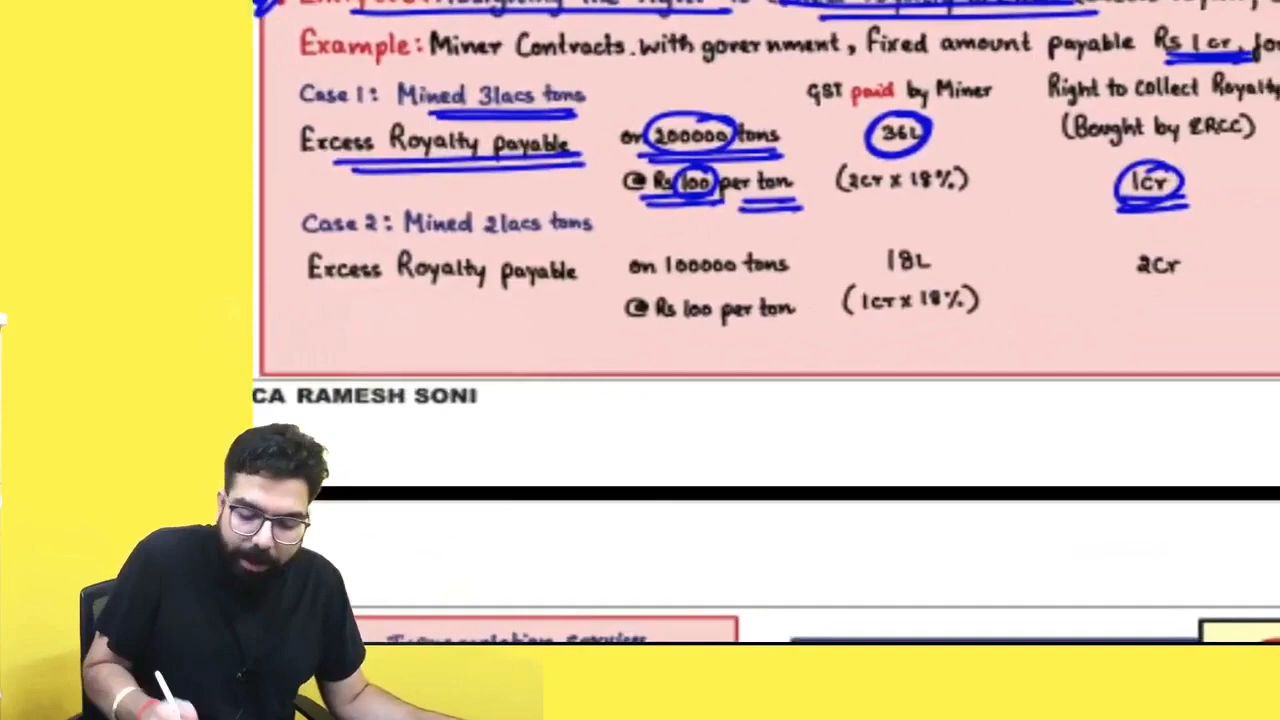 Example: Miner Contracts.with government, Fixed amount payable Rs 1 cr, for
Case 1: Mined 3lacs tons GST paid by Miner Right to collect Royalty
Excess Royalty payable on 200000 tons 36L (Bought by ERCC)
@ Rs 100 per ton (2cr x 18%) 1Cr
Case 2: Mined 2lacs tons
Excess Royalty payable on 100000 tons 18L 2Cr
@ Rs 100 per ton (1cr x 18%)
CA RAMESH SONI